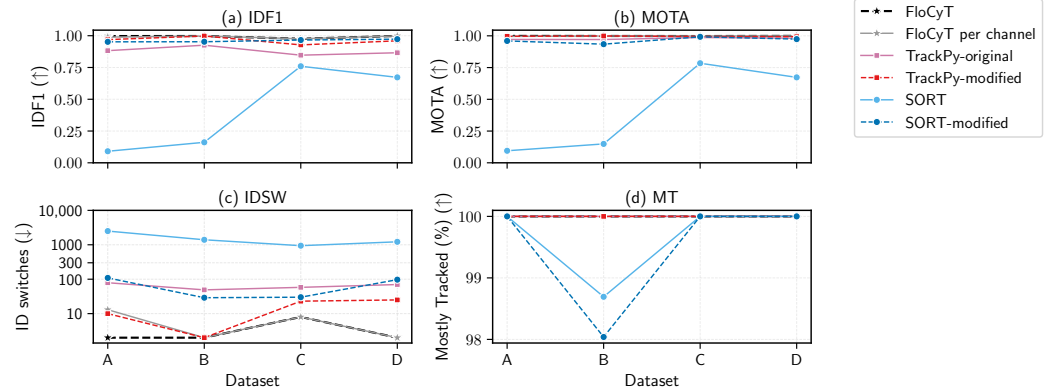 (a) IDF1
1.00
0.75
0.50
0.25
0.00
IDF1 (↑)
(b) MOTA
1.00
0.75
0.50
0.25
0.00
MOTA (↑)
FloCyT
FloCyT per channel
TrackPy-original
TrackPy-modified
SORT
SORT-modified
(c) IDSW
10,000
1000
300
100
10
ID switches (↓)
A B C D
Dataset
(d) MT
100
99
98
Mostly Tracked (%) (↑)
A B C D
Dataset